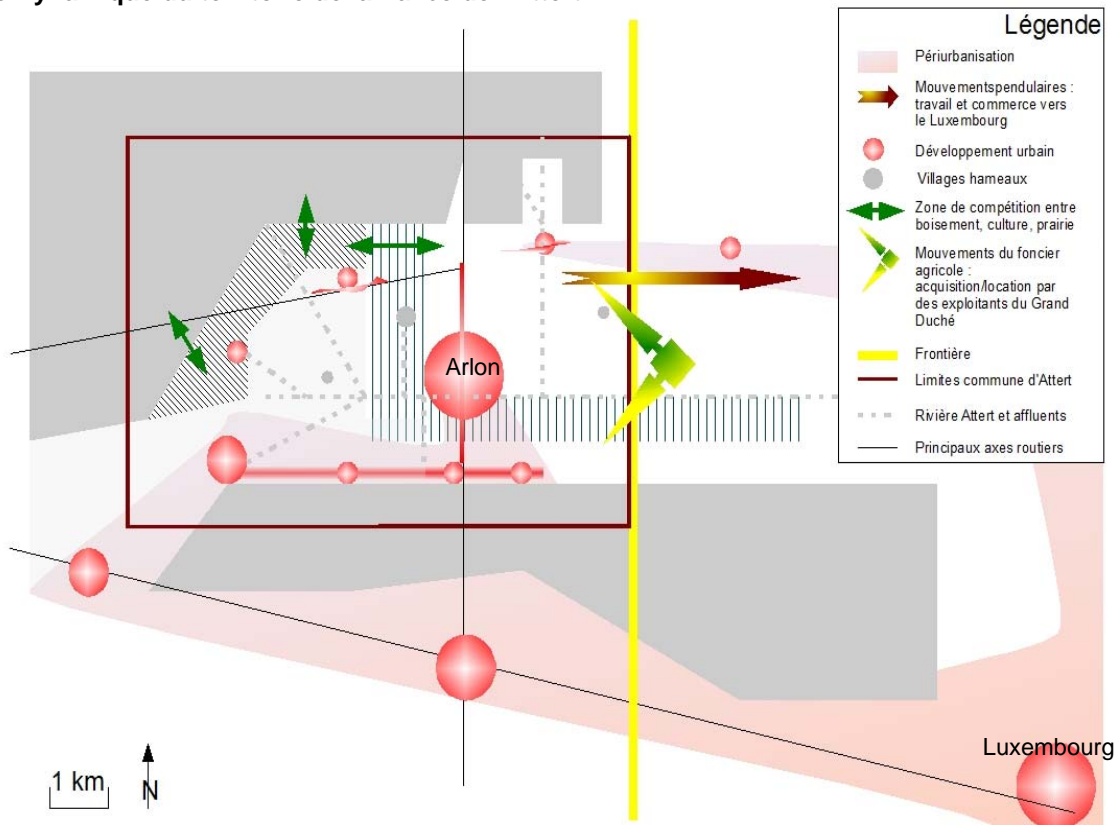 Légende
Périurbanisation
Mouvementspendulaires :
travail et commerce vers
le Luxembourg
Développement urbain
Villages hameaux
Zone de compétition entre
boisement, culture, prairie
Mouvements du foncier
agricole :
acquisition/location par
des exploitants du Grand
Duché
Frontière
Limites commune d'Attert
Rivière Attert et affluents
Principaux axes routiers
Arlon
Luxembourg
1 km
N